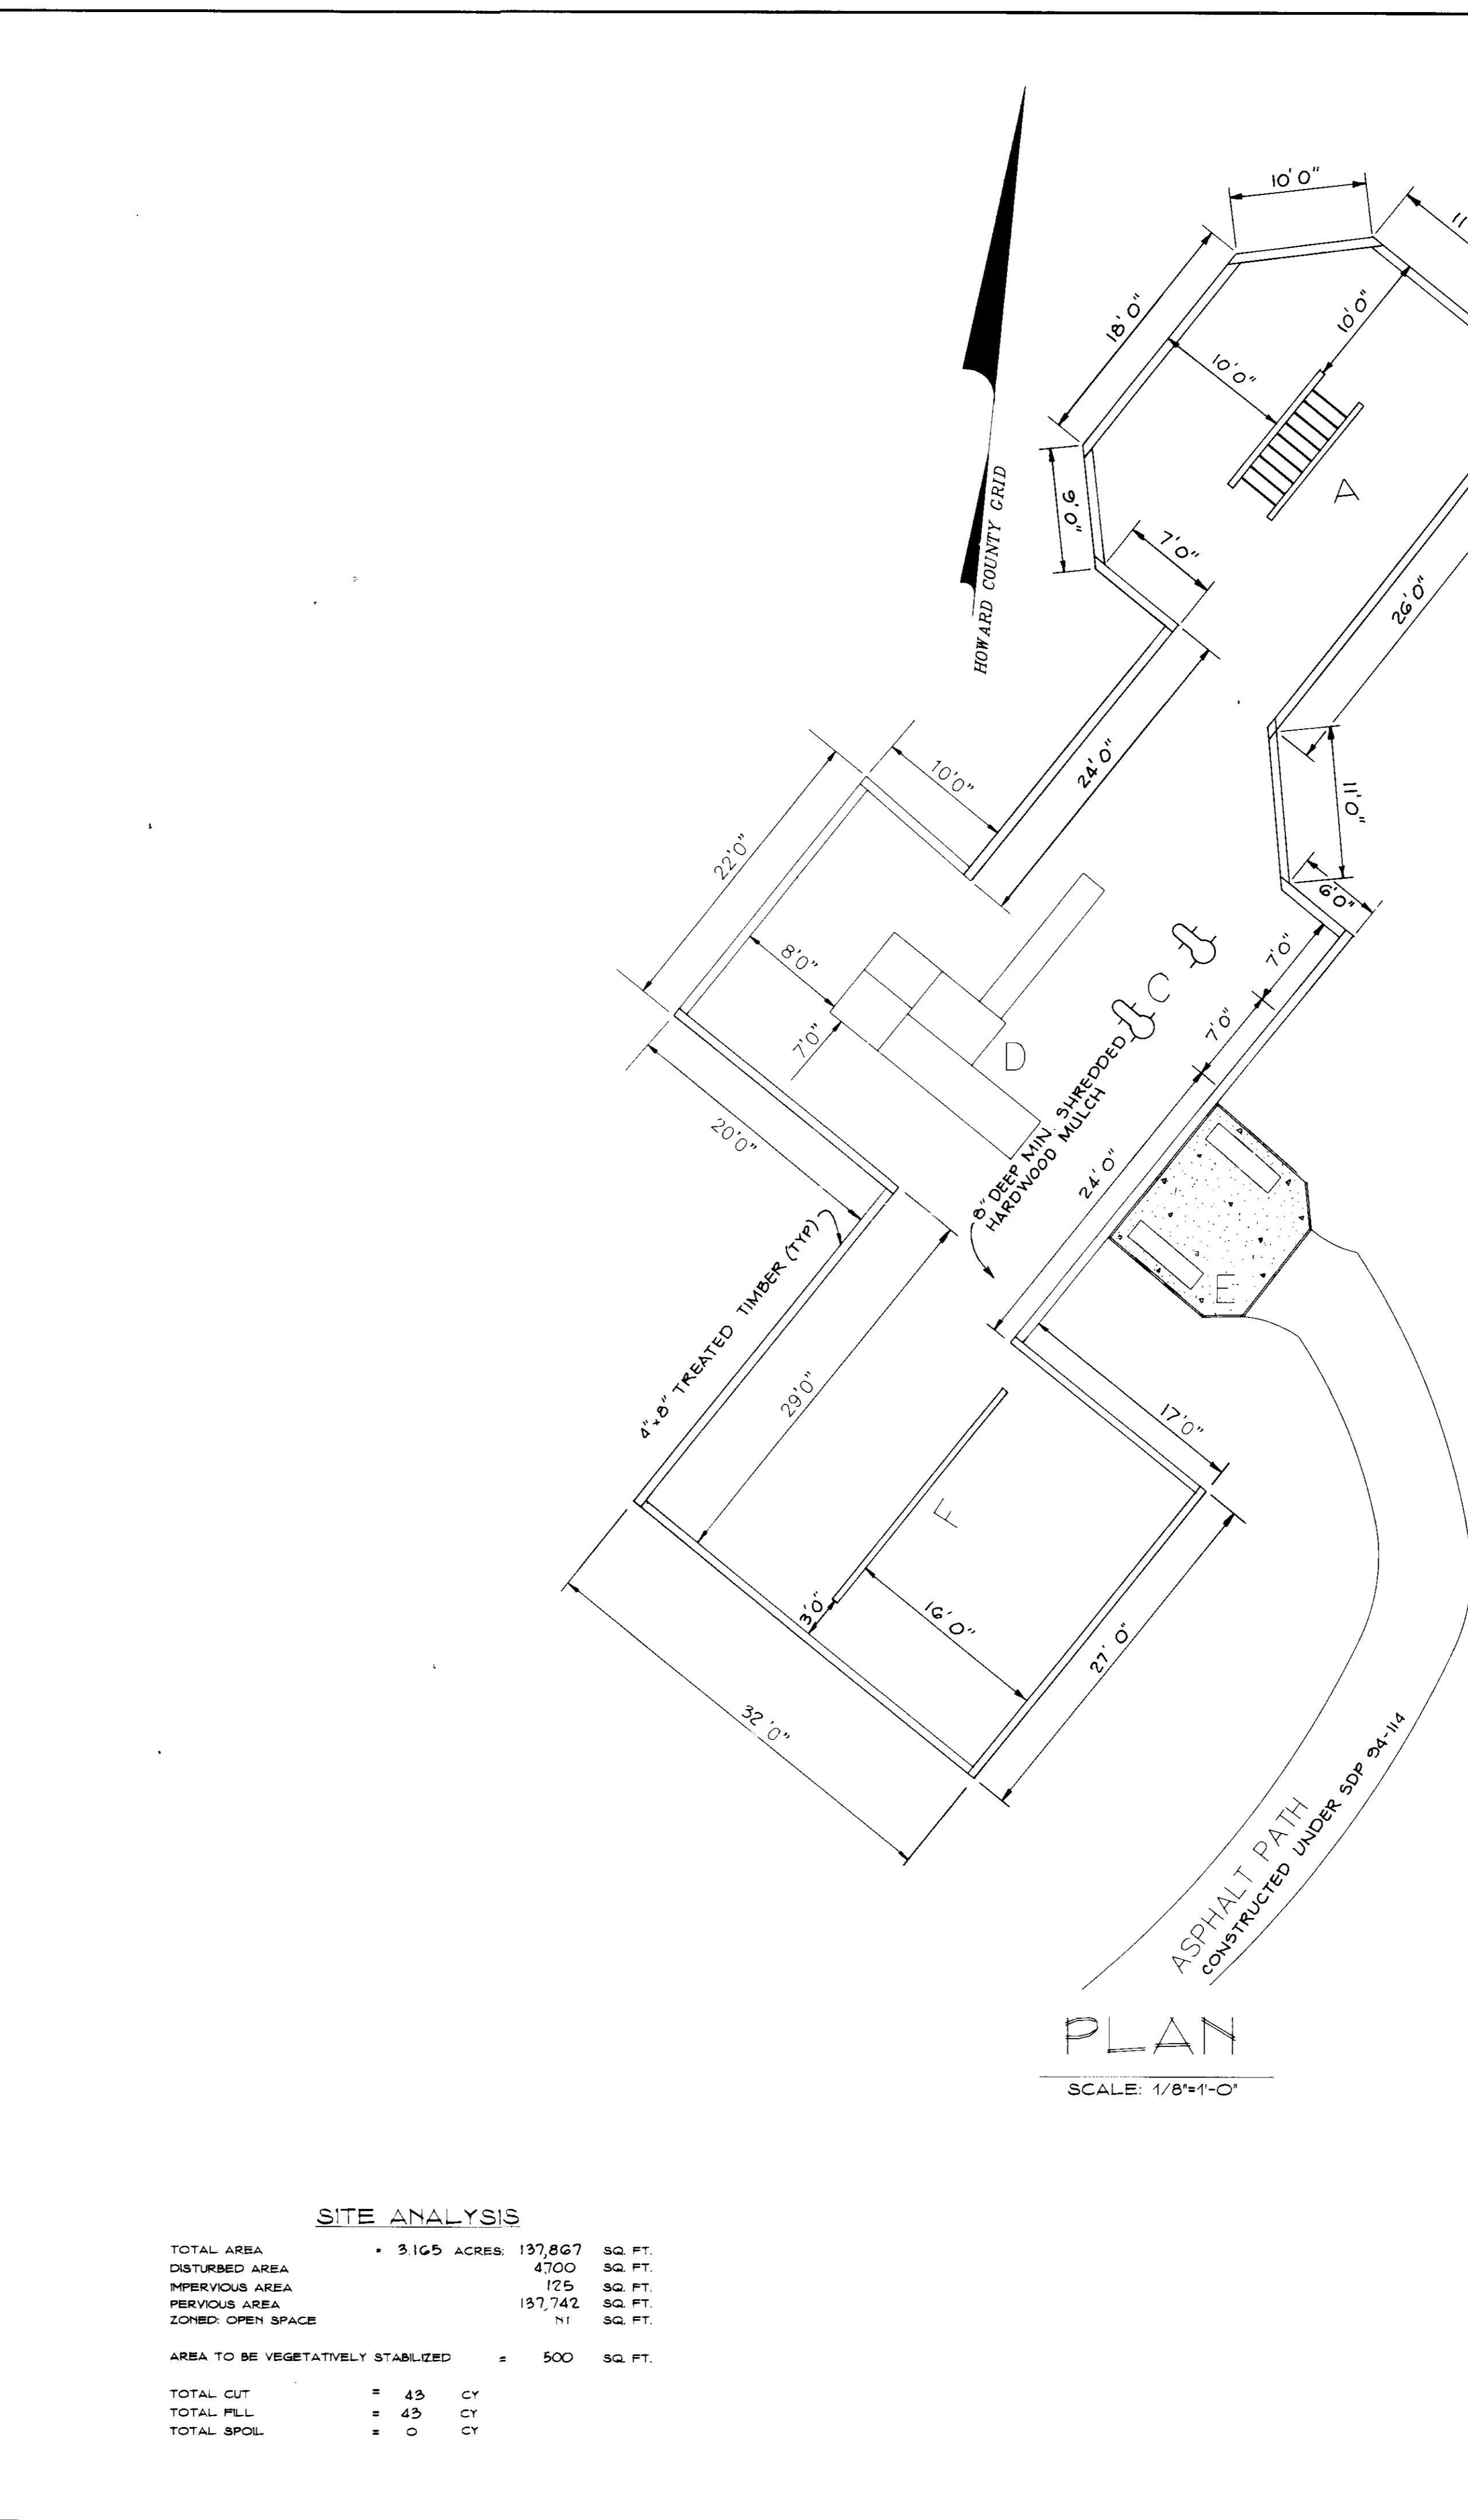 10'0"
11
18'0"
10'0"
10'0"
9'0"
A
7'0"
HOWARD COUNTY GRID
26'0"
24'0"
10'0"
11'0"
22'0"
6'0"
8'0"
7'0"
C
7'0"
7'0"
D
20'0"
8" DEEP MIN. SHREDDED
HARDWOOD MULCH
24'0"
4"x8" TREATED TIMBER (TYP)
E
29'0"
17'0"
F
3'0"
16'0"
27'0"
32'0"
ASPHALT PATH
CONSTRUCTED UNDER SDP 94-114
PLAN
SCALE: 1/8"=1'-0"
SITE ANALYSIS
TOTAL AREA = 3.165 ACRES: 137,867 SQ. FT.
DISTURBED AREA 4,700 SQ. FT.
IMPERVIOUS AREA 125 SQ. FT.
PERVIOUS AREA 137,742 SQ. FT.
ZONED: OPEN SPACE NT SQ. FT.
AREA TO BE VEGETATIVELY STABILIZED = 500 SQ. FT.
TOTAL CUT = 43 CY
TOTAL FILL = 43 CY
TOTAL SPOIL = 0 CY